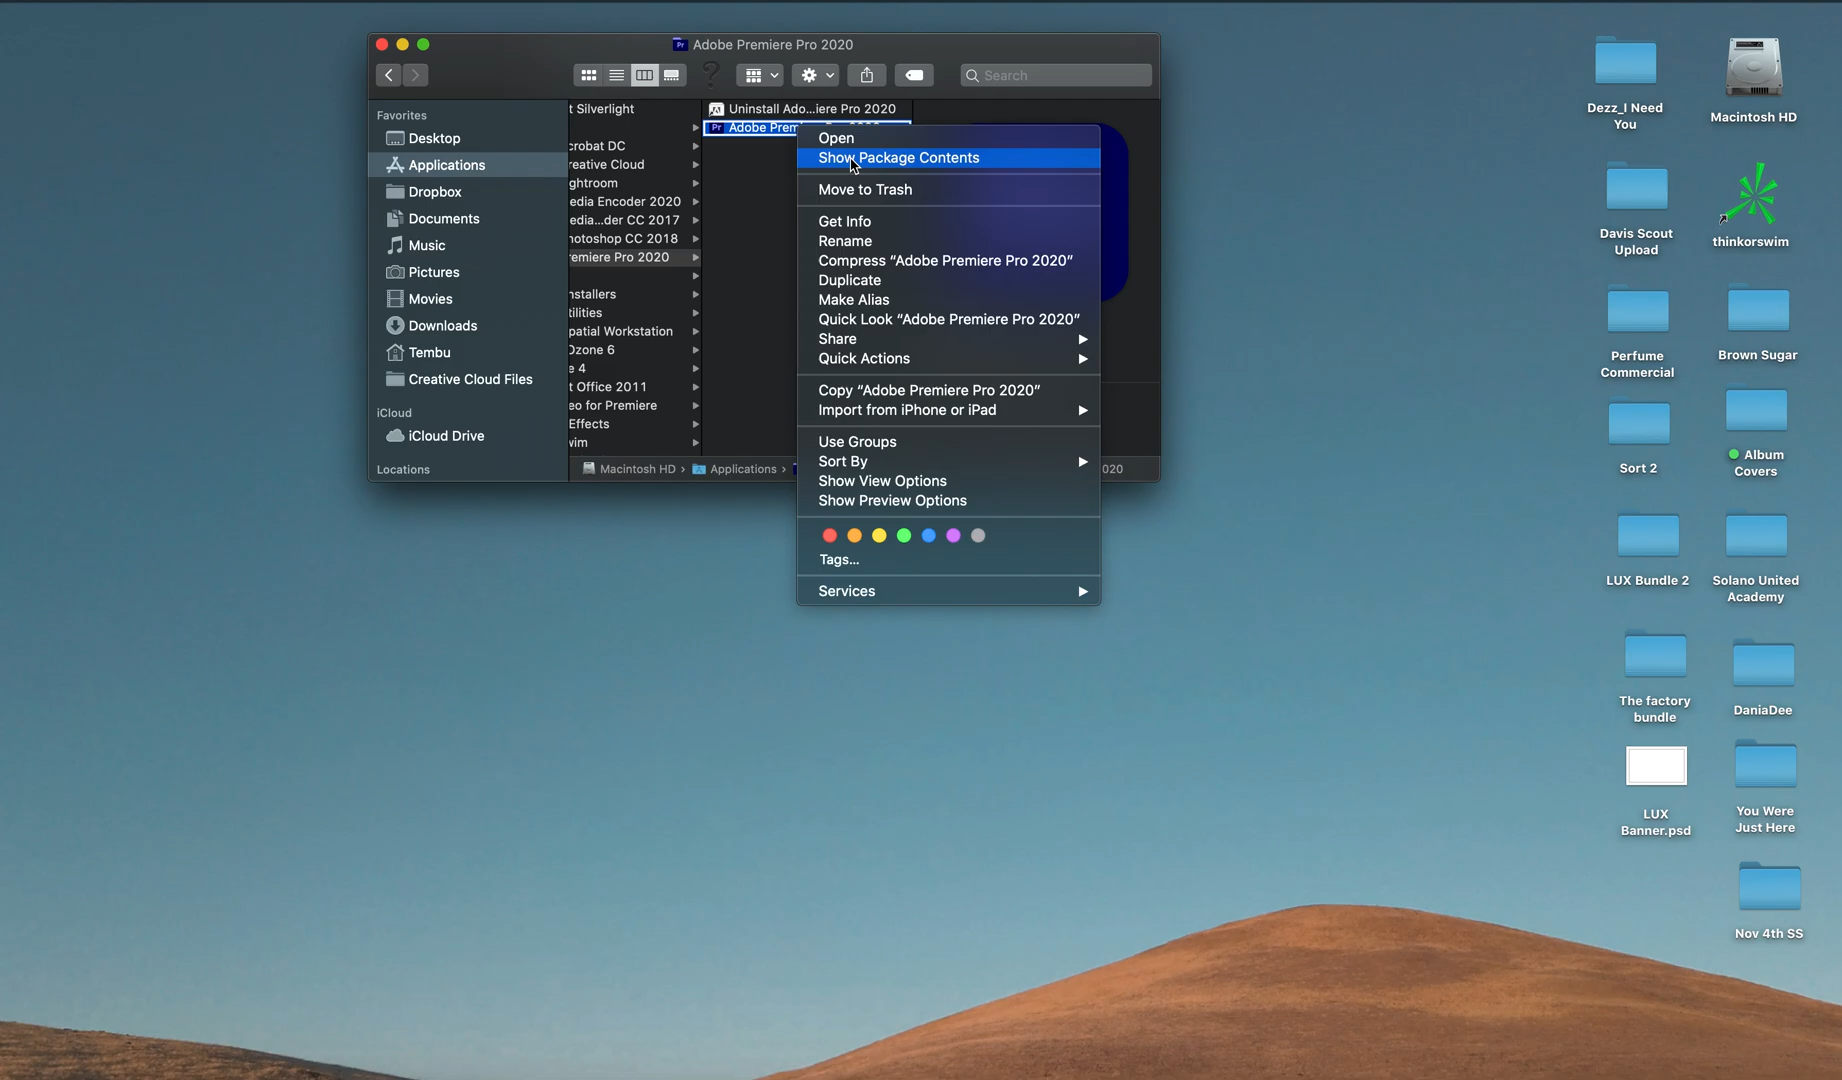 Adobe Premiere Pro 2020
Search
Favorites
Desktop
Applications
Dropbox
Documents
Music
Pictures
Movies
Downloads
Tembu
Creative Cloud Files
iCloud
iCloud Drive
Locations
t Silverlight
crobat DC
reative Cloud
ghtroom
edia Encoder 2020
edia...der CC 2017
hotoshop CC 2018
remiere Pro 2020
nstallers
tilities
patial Workstation
Ozone 6
e 4
t Office 2011
eo for Premiere
Effects
wim
Uninstall Ado...iere Pro 2020
Pr Adobe Prem
Macintosh HD › Applications ›
020
Open
Show Package Contents
Move to Trash
Get Info
Rename
Compress “Adobe Premiere Pro 2020”
Duplicate
Make Alias
Quick Look “Adobe Premiere Pro 2020”
Share
Quick Actions
Copy “Adobe Premiere Pro 2020”
Import from iPhone or iPad
Use Groups
Sort By
Show View Options
Show Preview Options
Tags...
Services
Dezz_I Need
You
Macintosh HD
Davis Scout
Upload
thinkorswim
Perfume
Commercial
Brown Sugar
Sort 2
Album
Covers
LUX Bundle 2
Solano United
Academy
The factory
bundle
DaniaDee
LUX
Banner.psd
You Were
Just Here
Nov 4th SS